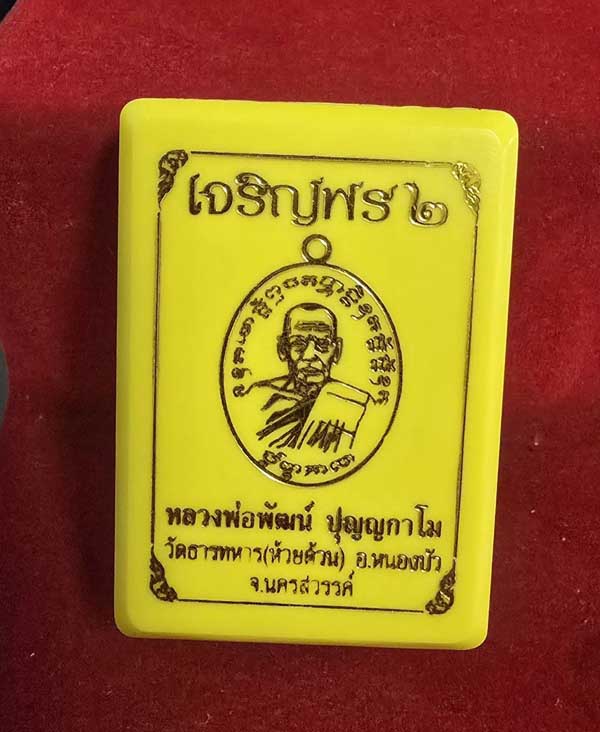 เจริญพร ๒
หลวงพ่อพัฒน์ ปุญญกาโม
วัดธารทหาร(ห้วยด้วน) อ.หนองบัว
จ.นครสวรรค์